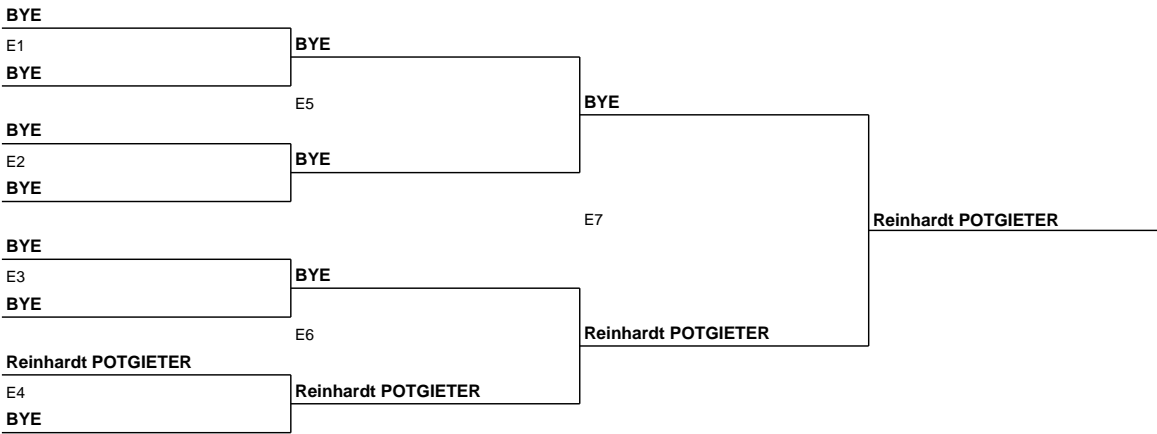 BYE
E1
BYE
BYE
E5
BYE
BYE
E2
BYE
BYE
E7
Reinhardt POTGIETER
BYE
E3
BYE
BYE
E6
Reinhardt POTGIETER
Reinhardt POTGIETER
E4
Reinhardt POTGIETER
BYE